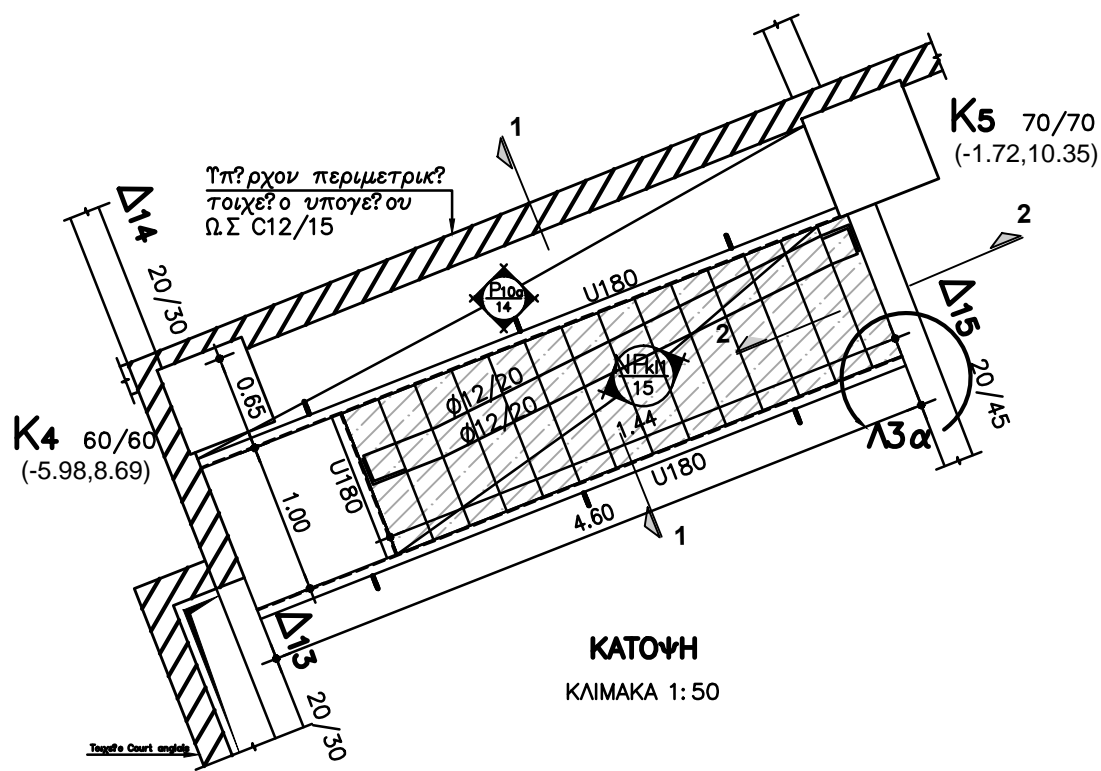 1
K5 70/70
(-1.72,10.35)
Υπ?ρχον περιμετρικ?
τοιχε?ο υπογε?ου
Ω.Σ C12/15
Δ14
20/30
2
U180
P10α
14
Δ15
2
0.65
Φ12/20
Φ12/20
15
1.44
20/45
K4 60/60
(-5.98,8.69)
Λ3α
U180
U180
1.00
4.60
1
Δ13
ΚΑΤΟΨΗ
ΚΛΙΜΑΚΑ 1:50
20/30
Τοιχε?ο Court anglais